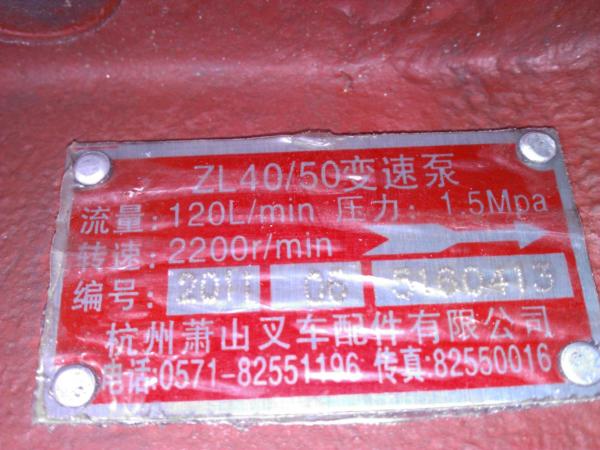 ZL40/50变速泵
流量: 120L/min 压力: 1.5Mpa
转速: 2200r/min
编号: 2011 06 5160413
杭州萧山叉车配件有限公司
电话:0571-82551196 传真:82550016